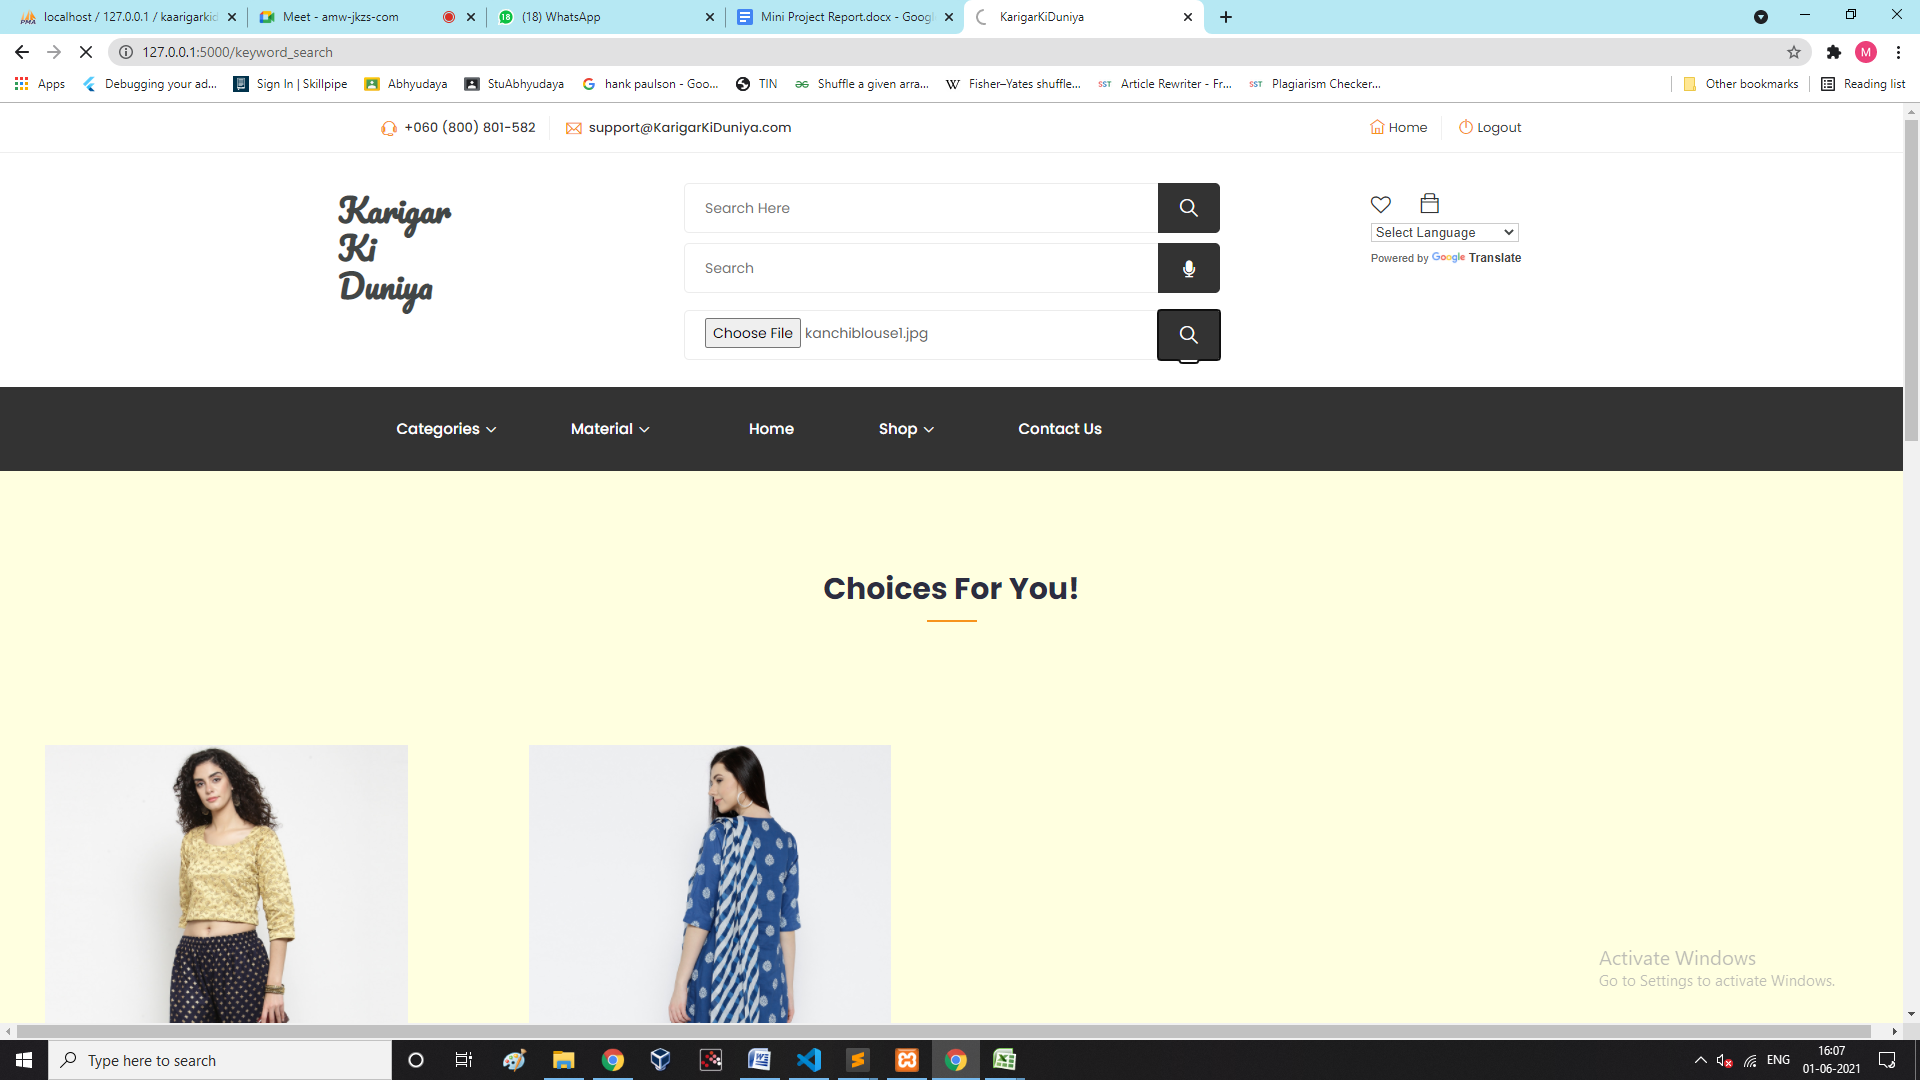 localhost / 127.0.0.1 / kaarigarkid
Meet - amw-jkzs-com
(18) WhatsApp
Mini Project Report.docx - Googl
KarigarKiDuniya
127.0.0.1:5000/keyword_search
M
Apps
Debugging your ad...
Sign In | Skillpipe
Abhyudaya
StuAbhyudaya
hank paulson - Goo...
TIN
Shuffle a given arra...
Fisher–Yates shuffle...
Article Rewriter - Fr...
Plagiarism Checker...
Other bookmarks
Reading list
+060 (800) 801-582
support@KarigarKiDuniya.com
Home
Logout
Karigar
Ki
Duniya
Search Here
Search
Choose File kanchiblouse1.jpg
Select Language
Powered by Google Translate
Categories
Material
Home
Shop
Contact Us
Choices For You!
Activate Windows
Go to Settings to activate Windows.
Type here to search
ENG
16:07
01-06-2021